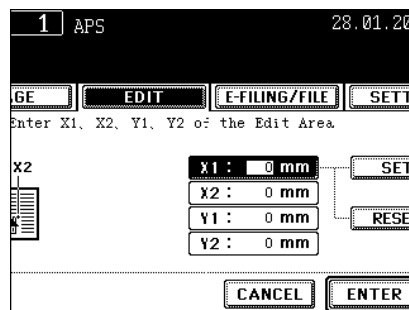 1 APS 28.01.20
.GE EDIT E-FILING/FILE SETT
Enter X1、 X2、 Y1、 Y2 of the Edit Area
X2
X1 : 0 mm SET
X2 : 0 mm RESE
Y1 : 0 mm
Y2 : 0 mm
CANCEL ENTER